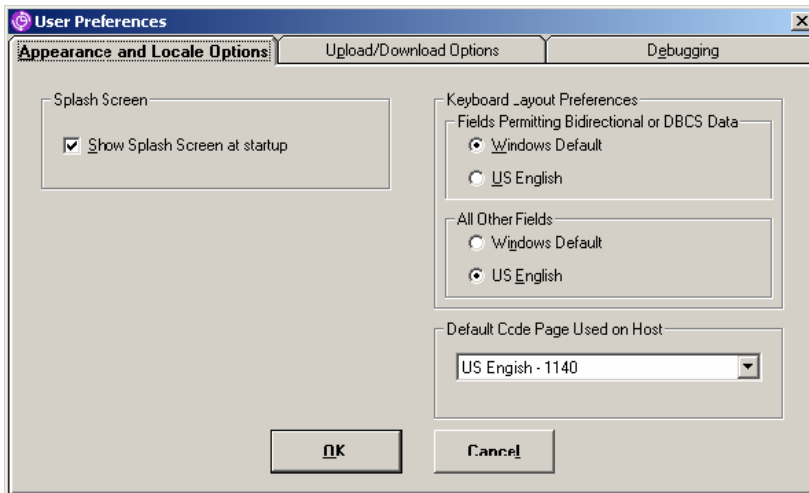 User Preferences
Appearance and Locale Options
Upload/Download Options
Debugging
Splash Screen
Show Splash Screen at startup
Keyboard Layout Preferences
Fields Permitting Bidirectional or DBCS Data
Windows Default
US English
All Other Fields
Windows Default
US English
Default Code Page Used on Host
US Engish - 1140
OK
Cancel